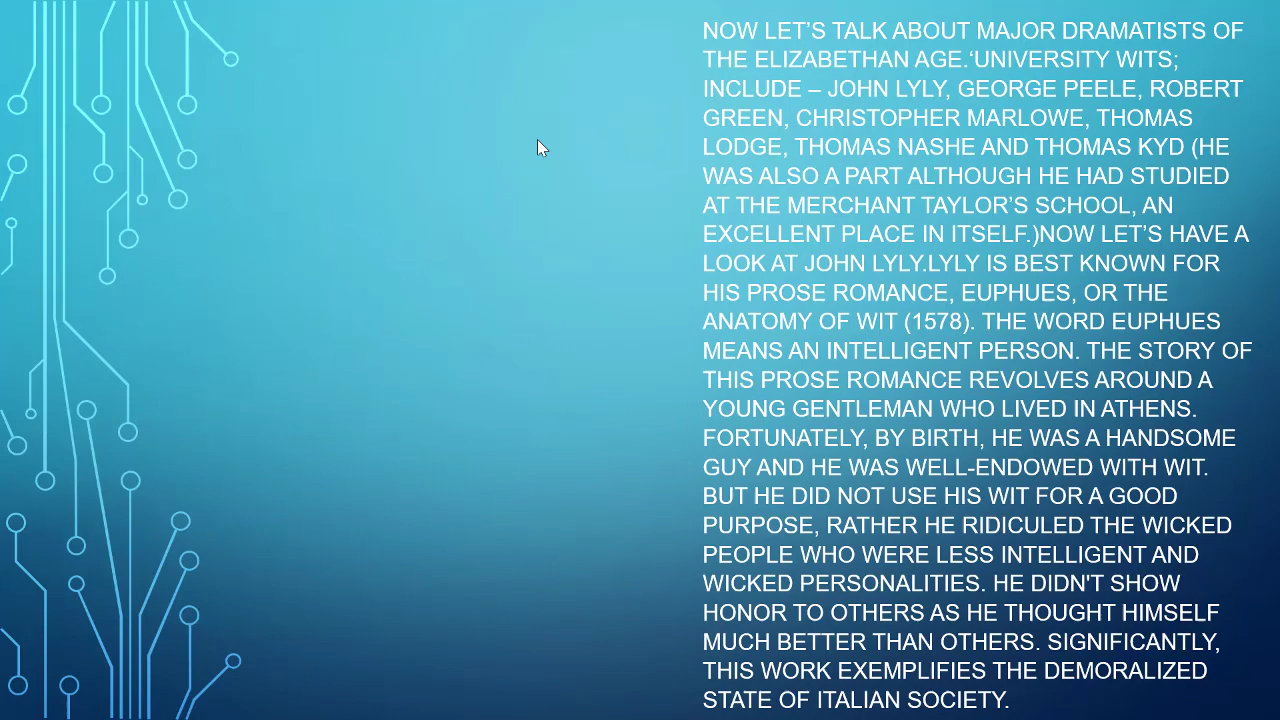 NOW LET’S TALK ABOUT MAJOR DRAMATISTS OF
THE ELIZABETHAN AGE.‘UNIVERSITY WITS;
INCLUDE – JOHN LYLY, GEORGE PEELE, ROBERT
GREEN, CHRISTOPHER MARLOWE, THOMAS
LODGE, THOMAS NASHE AND THOMAS KYD (HE
WAS ALSO A PART ALTHOUGH HE HAD STUDIED
AT THE MERCHANT TAYLOR’S SCHOOL, AN
EXCELLENT PLACE IN ITSELF.)NOW LET’S HAVE A
LOOK AT JOHN LYLY.LYLY IS BEST KNOWN FOR
HIS PROSE ROMANCE, EUPHUES, OR THE
ANATOMY OF WIT (1578). THE WORD EUPHUES
MEANS AN INTELLIGENT PERSON. THE STORY OF
THIS PROSE ROMANCE REVOLVES AROUND A
YOUNG GENTLEMAN WHO LIVED IN ATHENS.
FORTUNATELY, BY BIRTH, HE WAS A HANDSOME
GUY AND HE WAS WELL-ENDOWED WITH WIT.
BUT HE DID NOT USE HIS WIT FOR A GOOD
PURPOSE, RATHER HE RIDICULED THE WICKED
PEOPLE WHO WERE LESS INTELLIGENT AND
WICKED PERSONALITIES. HE DIDN'T SHOW
HONOR TO OTHERS AS HE THOUGHT HIMSELF
MUCH BETTER THAN OTHERS. SIGNIFICANTLY,
THIS WORK EXEMPLIFIES THE DEMORALIZED
STATE OF ITALIAN SOCIETY.